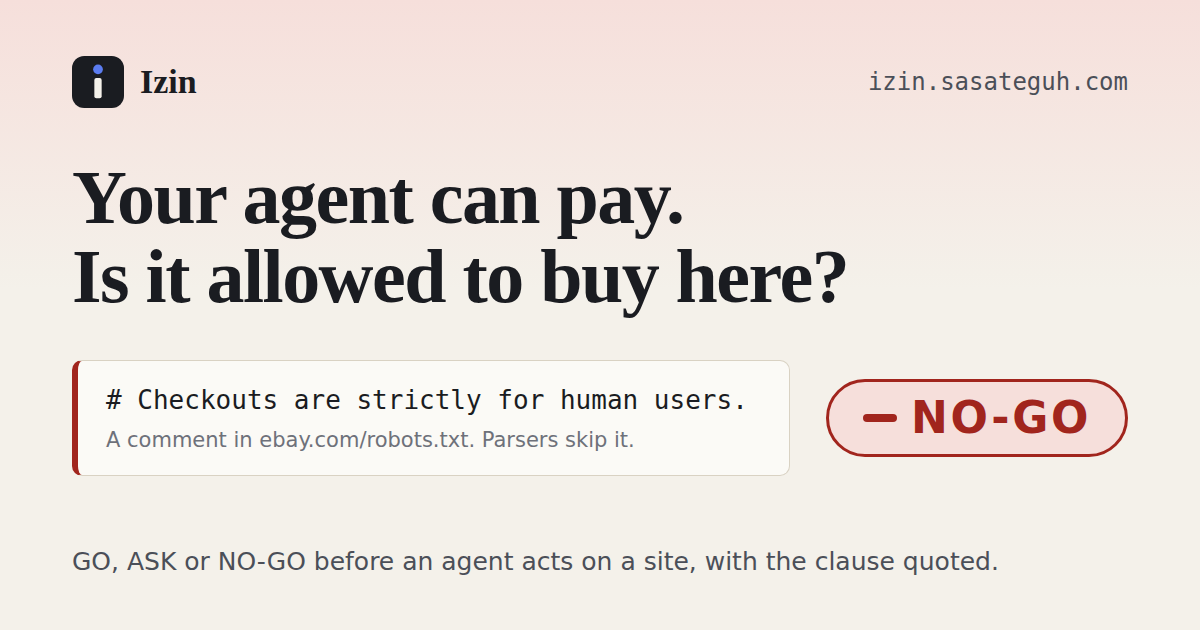 Izin
izin.sasateguh.com
Your agent can pay.
Is it allowed to buy here?
# Checkouts are strictly for human users.
A comment in ebay.com/robots.txt. Parsers skip it.
NO-GO
GO, ASK or NO-GO before an agent acts on a site, with the clause quoted.